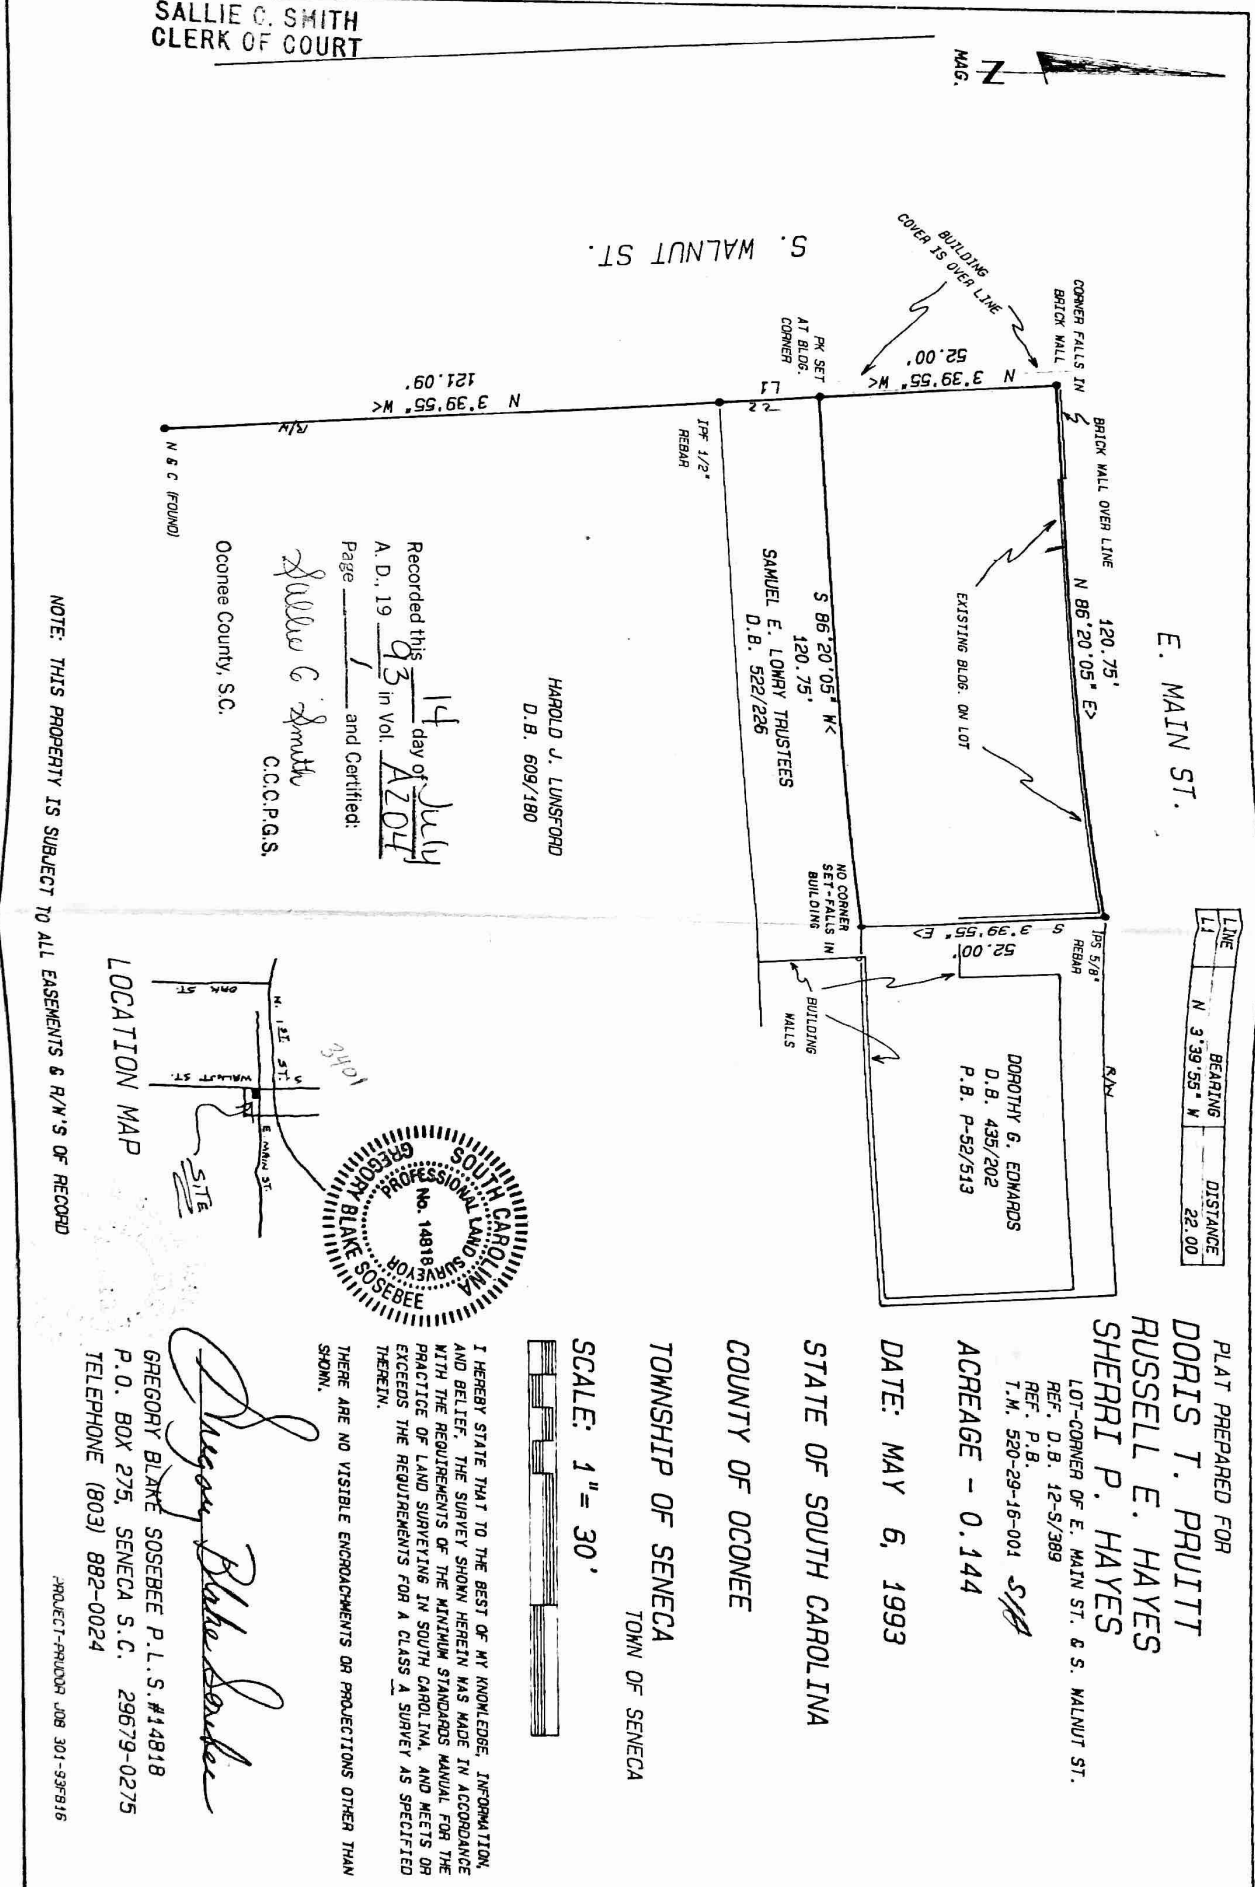 SALLIE C. SMITH
CLERK OF COURT
MAG.
Z
E. MAIN ST.
S. WALNUT ST.
BUILDING
COVER IS OVER LINE
CORNER FALLS IN
BRICK WALL
BRICK WALL OVER LINE
120.75'
N 86°20'05" E>
N 3°39'55" W<
52.00'
EXISTING BLDG. ON LOT
PK SET
AT BLDG.
CORNER
L1
22
S 86°20'05" W<
120.75'
SAMUEL E. LOWRY TRUSTEES
D.B. 522/226
IPF 1/2"
REBAR
N 3°39'55" W<
121.09'
R/W
N & C (FOUND)
HAROLD J. LUNSFORD
D.B. 609/180
NO CORNER
SET-FALLS IN
BUILDING
S 3°39'55" E>
52.00'
IPS 5/8"
REBAR
R/W
BUILDING
WALLS
DOROTHY G. EDWARDS
D.B. 435/202
P.B. P-52/513
LINE BEARING DISTANCE
L1 N 3°39'55" W 22.00
Recorded this 14 day of July
A. D., 19 93 in Vol. A204
Page 1 and Certified:
Sallie C Smith
C.C.C.P.G.S.
Oconee County, S.C.
NOTE: THIS PROPERTY IS SUBJECT TO ALL EASEMENTS & R/W'S OF RECORD
LOCATION MAP
OAK ST.
N. 1ST ST.
S
WALNUT ST.
E. MAIN ST.
SITE
3401
SOUTH CAROLINA
PROFESSIONAL LAND SURVEYOR
No. 14818
GREGORY BLAKE SOSEBEE
PLAT PREPARED FOR
DORIS T. PRUITT
RUSSELL E. HAYES
SHERRI P. HAYES
LOT-CORNER OF E. MAIN ST. & S. WALNUT ST.
REF. D.B. 12-S/389
REF. P.B.
T.M. 520-29-16-001
ACREAGE - 0.144
DATE: MAY 6, 1993
STATE OF SOUTH CAROLINA
COUNTY OF OCONEE
TOWNSHIP OF SENECA
TOWN OF SENECA
SCALE: 1"= 30'
I HEREBY STATE THAT TO THE BEST OF MY KNOWLEDGE, INFORMATION,
AND BELIEF, THE SURVEY SHOWN HEREIN WAS MADE IN ACCORDANCE
WITH THE REQUIREMENTS OF THE MINIMUM STANDARDS MANUAL FOR THE
PRACTICE OF LAND SURVEYING IN SOUTH CAROLINA, AND MEETS OR
EXCEEDS THE REQUIREMENTS FOR A CLASS A SURVEY AS SPECIFIED
THEREIN.
THERE ARE NO VISIBLE ENCROACHMENTS OR PROJECTIONS OTHER THAN
SHOWN.
Gregory Blake Sosebee
GREGORY BLAKE SOSEBEE P.L.S.#14818
P.O. BOX 275, SENECA S.C. 29679-0275
TELEPHONE (803) 882-0024
PROJECT-PRUDOR JOB 301-93FB16